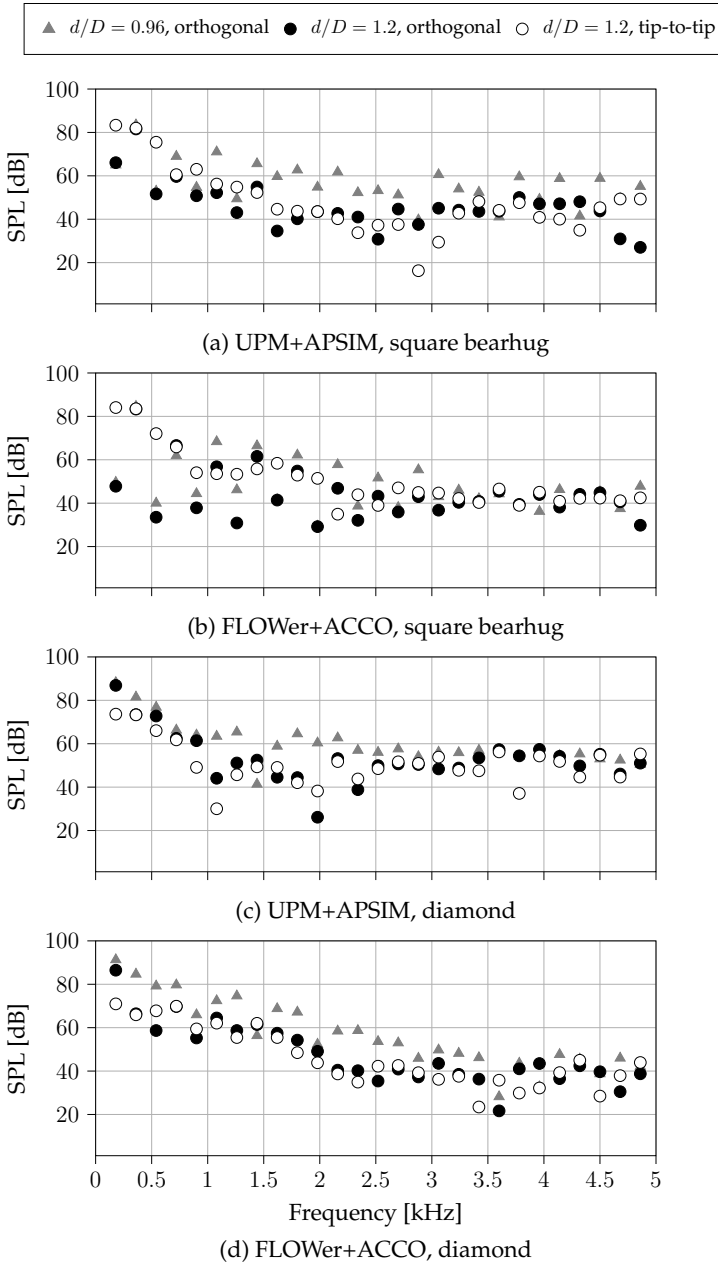 d/D = 0.96, orthogonal d/D = 1.2, orthogonal d/D = 1.2, tip-to-tip
100
80
60
40
20
SPL [dB]
(a) UPM+APSIM, square bearhug
100
80
60
40
20
SPL [dB]
(b) FLOWer+ACCO, square bearhug
100
80
60
40
20
SPL [dB]
(c) UPM+APSIM, diamond
100
80
60
40
20
SPL [dB]
0 0.5 1 1.5 2 2.5 3 3.5 4 4.5 5
Frequency [kHz]
(d) FLOWer+ACCO, diamond